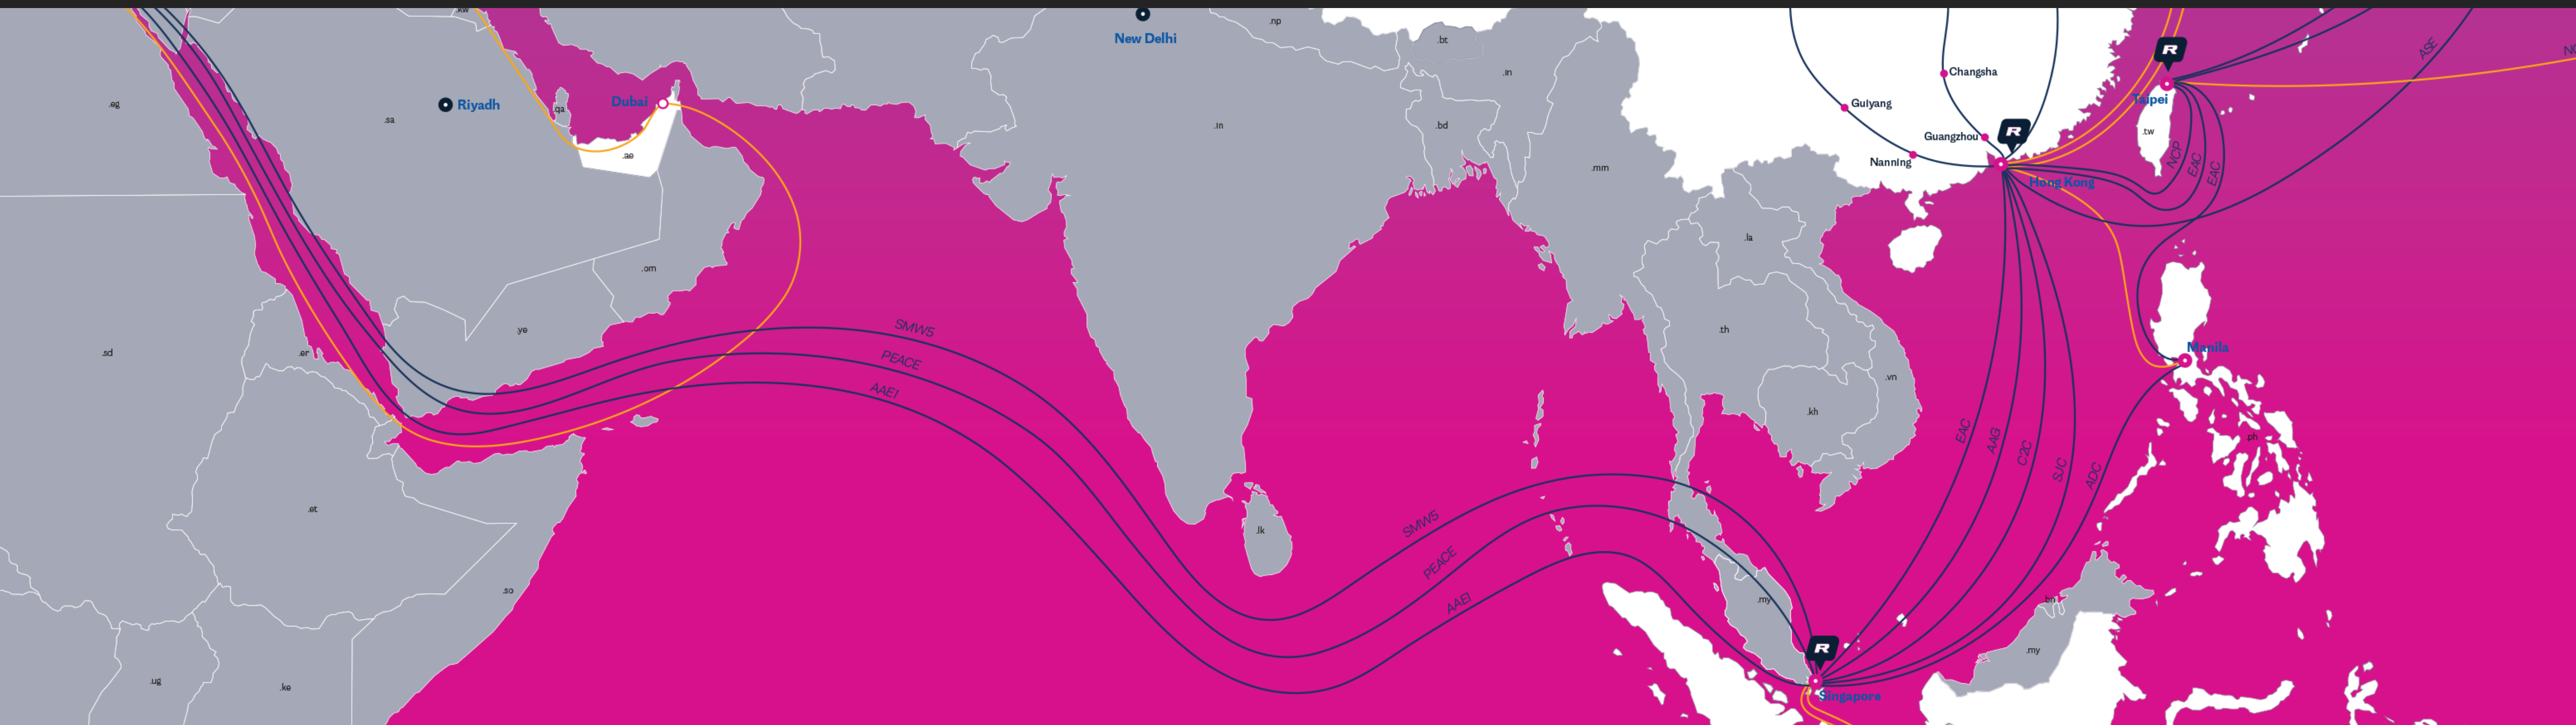 .kw
New Delhi
.np
.bt
.in
Changsha
Taipei
ASE
.eg
Riyadh
.sa
.qa
Dubai
.ae
.in
.bd
.mm
Guiyang
Guangzhou
Nanning
R
R
Hong Kong
.tw
NCP
EAC
EAC
.om
.la
.sd
.er
.ye
SMW5
PEACE
AAEI
.th
.vn
.kh
Manila
.ph
.et
.lk
SMW5
PEACE
AAEI
EAC
AAG
C2C
SJC
ADC
.so
.my
.bn
.my
.ug
.ke
R
Singapore